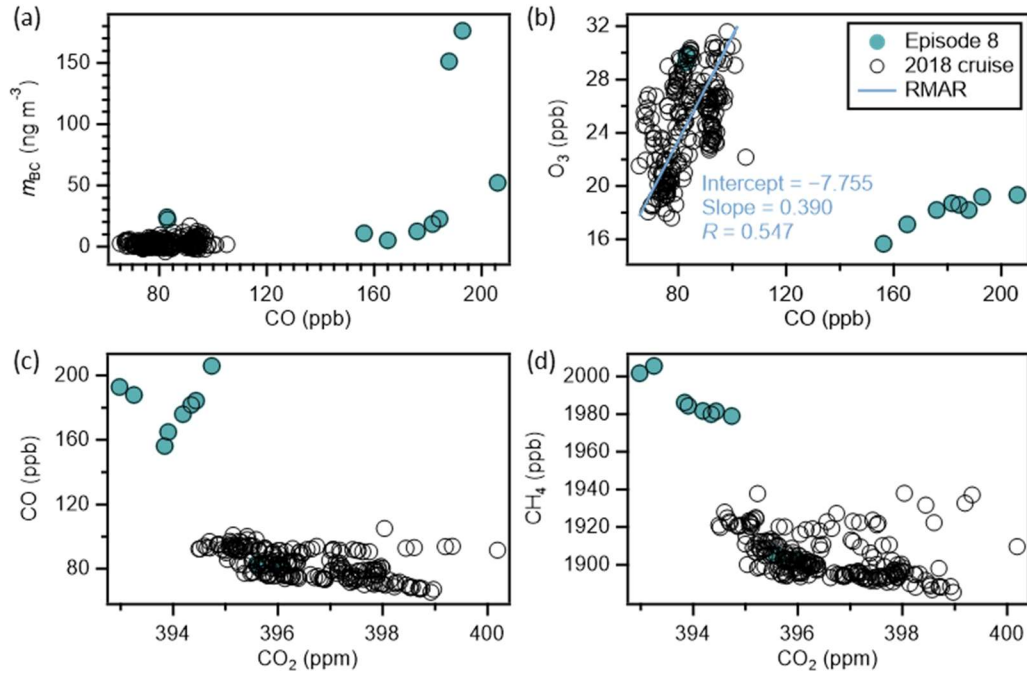 (a)
150
100
50
0
m_BC (ng m⁻³)
80
120
160
200
CO (ppb)
(b)
32
28
24
20
16
O₃ (ppb)
Episode 8
2018 cruise
RMAR
Intercept = −7.755
Slope = 0.390
R = 0.547
80
120
160
200
CO (ppb)
(c)
200
160
120
80
CO (ppb)
394
396
398
400
CO₂ (ppm)
(d)
2000
1980
1960
1940
1920
1900
CH₄ (ppb)
394
396
398
400
CO₂ (ppm)